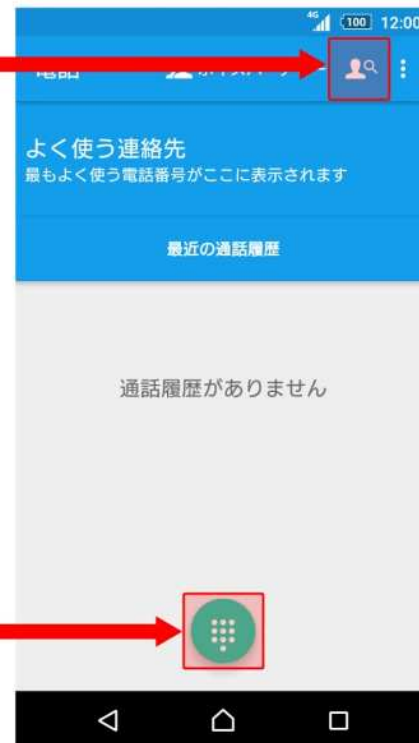 4G 100 12:00
電話
よく使う連絡先
最もよく使う電話番号がここに表示されます
最近の通話履歴
通話履歴がありません